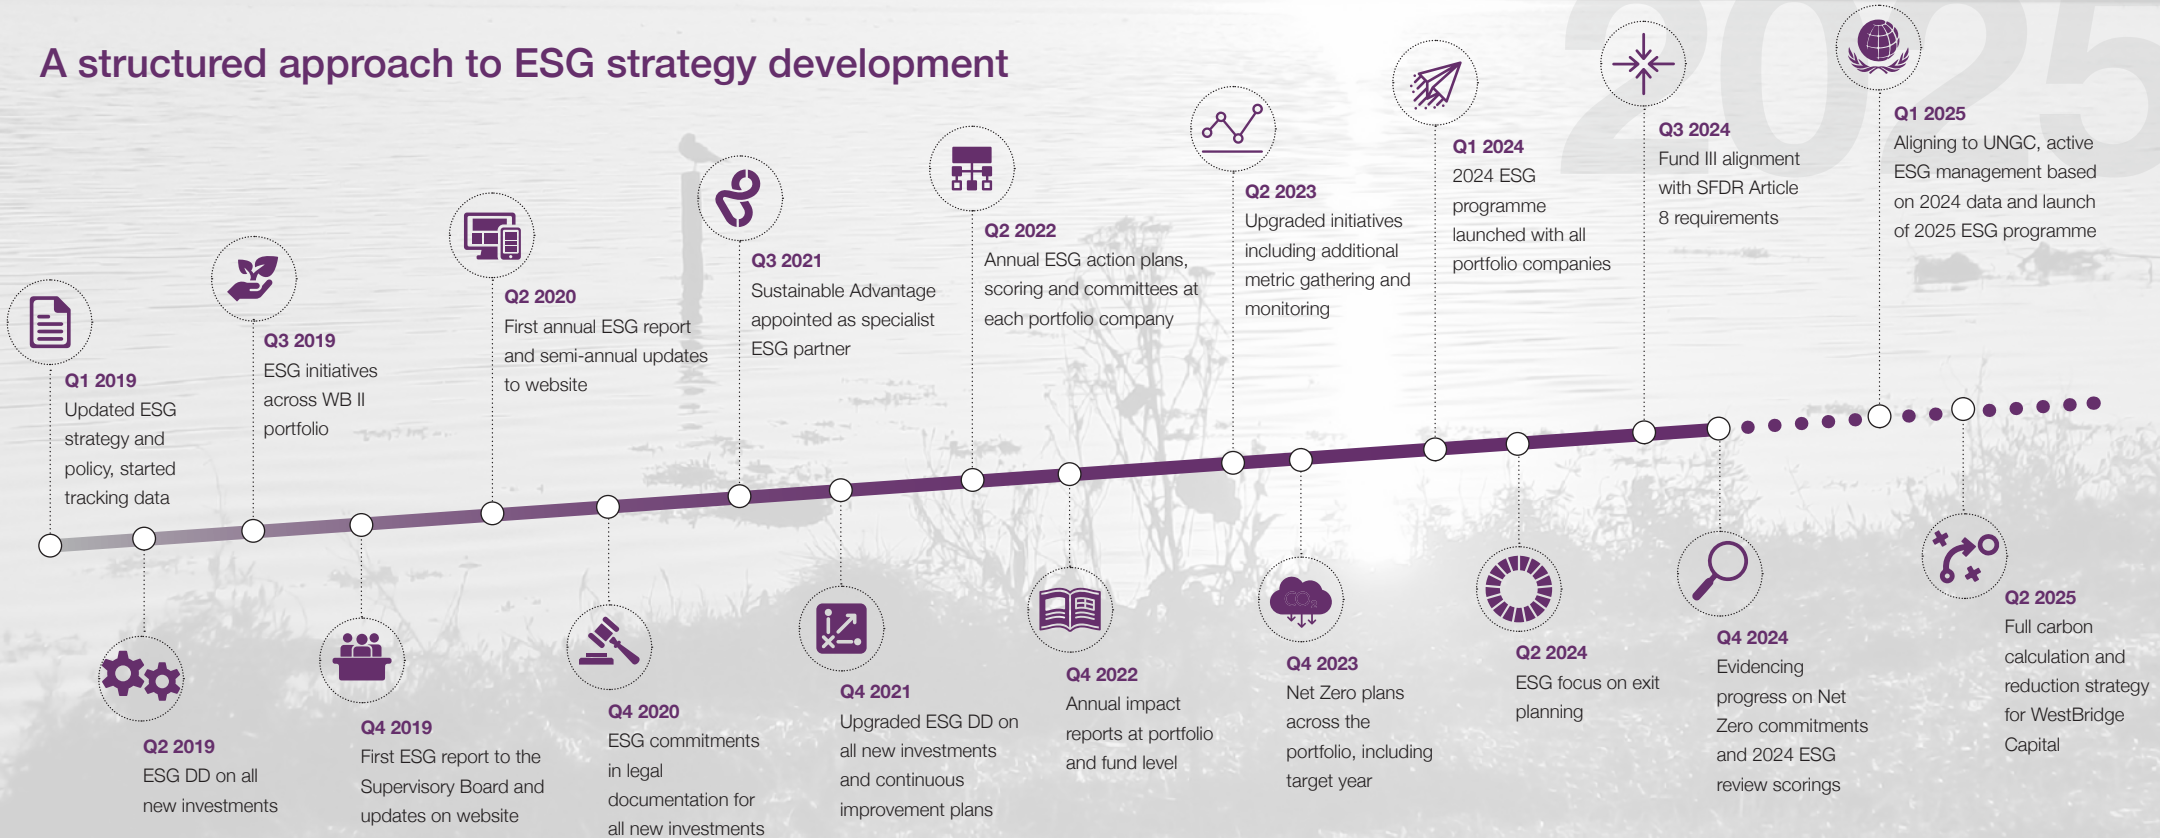 A structured approach to ESG strategy development
2025
Q1 2019
Updated ESG
strategy and
policy, started
tracking data
Q2 2019
ESG DD on all
new investments
Q3 2019
ESG initiatives
across WB II
portfolio
Q4 2019
First ESG report to the
Supervisory Board and
updates on website
Q2 2020
First annual ESG report
and semi-annual updates
to website
Q4 2020
ESG commitments
in legal
documentation for
all new investments
Q3 2021
Sustainable Advantage
appointed as specialist
ESG partner
Q4 2021
Upgraded ESG DD on
all new investments
and continuous
improvement plans
Q2 2022
Annual ESG action plans,
scoring and committees at
each portfolio company
Q4 2022
Annual impact
reports at portfolio
and fund level
Q2 2023
Upgraded initiatives
including additional
metric gathering and
monitoring
CO2
Q4 2023
Net Zero plans
across the
portfolio, including
target year
Q1 2024
2024 ESG
programme
launched with all
portfolio companies
Q2 2024
ESG focus on exit
planning
Q3 2024
Fund III alignment
with SFDR Article
8 requirements
Q4 2024
Evidencing
progress on Net
Zero commitments
and 2024 ESG
review scorings
Q1 2025
Aligning to UNGC, active
ESG management based
on 2024 data and launch
of 2025 ESG programme
Q2 2025
Full carbon
calculation and
reduction strategy
for WestBridge
Capital